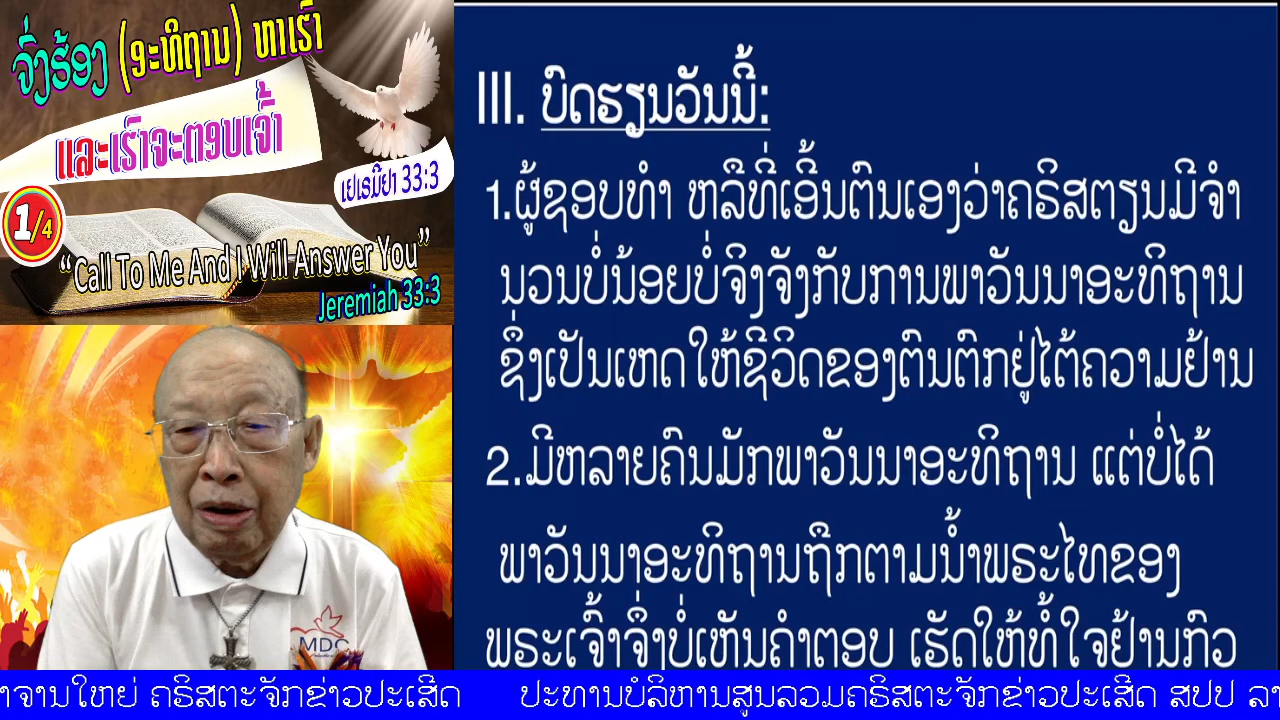 ຈົ່ງຮ້ອງ (ອະທິຖານ) ຫາເຮົາ
ແລະເຮົາຈະຕອບເຈົ້າ
ເຢເຣມີຢາ 33:3
1/4
“Call To Me And I Will Answer You”
Jeremiah 33:3
III. ບົດຮຽນວັນນີ້:
1.ຜູ້ຊອບທຳ ຫລືທີ່ເອີ້ນຕົນເອງວ່າຄຣິສຕຽນມີຈຳ
ນວນບໍ່ນ້ອຍບໍ່ຈິງຈັງກັບການພາວັນນາອະທິຖານ
ຊຶ່ງເປັນເຫດໃຫ້ຊີວິດຂອງຕົນຕົກຢູ່ໄຕ້ຄວາມຢ້ານ
2.ມີຫລາຍຄົນມັກພາວັນນາອະທິຖານ ແຕ່ບໍ່ໄດ້
ພາວັນນາອະທິຖານຖືກຕາມນ້ຳພຣະໄທຂອງ
ພຣະເຈົ້າຈຶ່ງບໍ່ເຫັນຄຳຕອບ ເຮັດໃຫ້ທໍ້ໃຈຢ້ານກົວ
MDC
າຈານໃຫຍ່ ຄຣິສຕະຈັກຂ່າວປະເສີດ ປະທານບໍລິຫານສູນລວມຄຣິສຕະຈັກຂ່າວປະເສີດ ສປປ ລາ